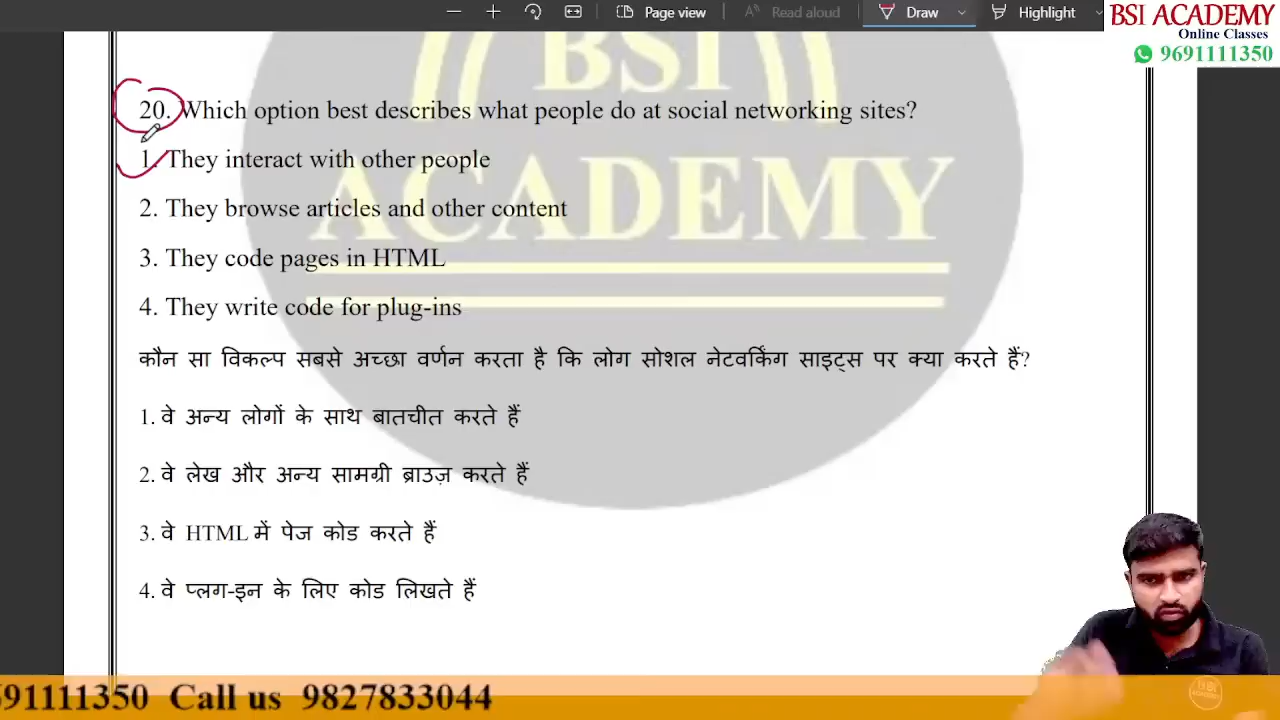 Page view
Read aloud
Draw
Highlight
BSI ACADEMY
Online Classes
9691111350
BSI
ACADEMY
20. Which option best describes what people do at social networking sites?
1. They interact with other people
2. They browse articles and other content
3. They code pages in HTML
4. They write code for plug-ins
कौन सा विकल्प सबसे अच्छा वर्णन करता है कि लोग सोशल नेटवर्किंग साइट्स पर क्या करते हैं?
1. वे अन्य लोगों के साथ बातचीत करते हैं
2. वे लेख और अन्य सामग्री ब्राउज़ करते हैं
3. वे HTML में पेज कोड करते हैं
4. वे प्लग-इन के लिए कोड लिखते हैं
691111350 Call us 9827833044